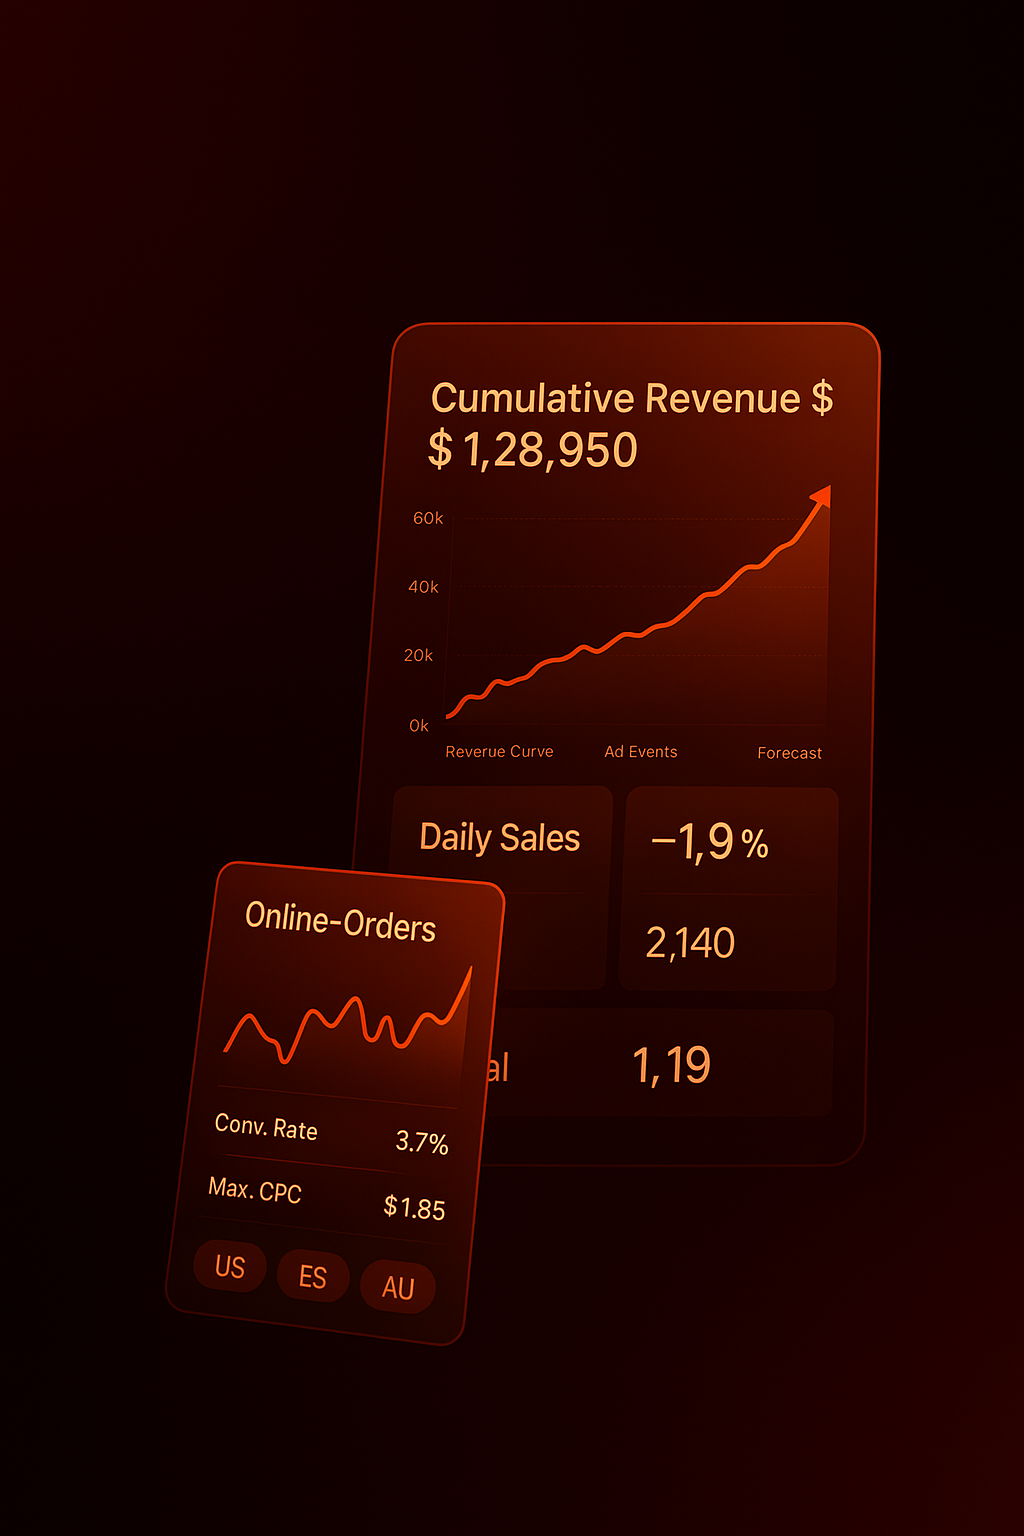 Cumulative Revenue $
$ 1,28,950
60k
40k
20k
0k
Reverue Curve
Ad Events
Forecast
Daily Sales
−1,9 %
2,140
al
1,19
Online-Orders
Conv. Rate
3.7%
Max. CPC
$1.85
US
ES
AU